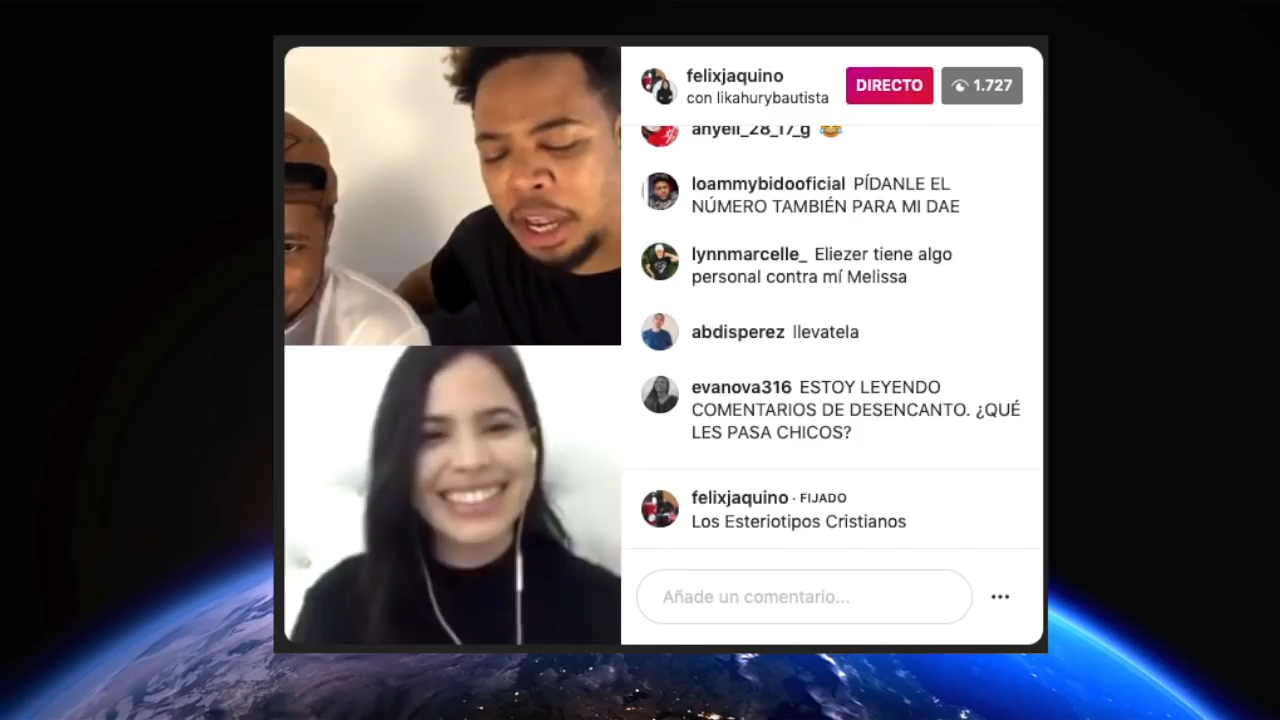 felixjaquino
con likahurybautista
DIRECTO
1.727
anyeli_28_17_g 😂
loammybidooficial PÍDANLE EL
NÚMERO TAMBIÉN PARA MI DAE
lynnmarcelle_ Eliezer tiene algo
personal contra mí Melissa
abdisperez llevatela
evanova316 ESTOY LEYENDO
COMENTARIOS DE DESENCANTO. ¿QUÉ
LES PASA CHICOS?
felixjaquino · FIJADO
Los Esteriotipos Cristianos
Añade un comentario...